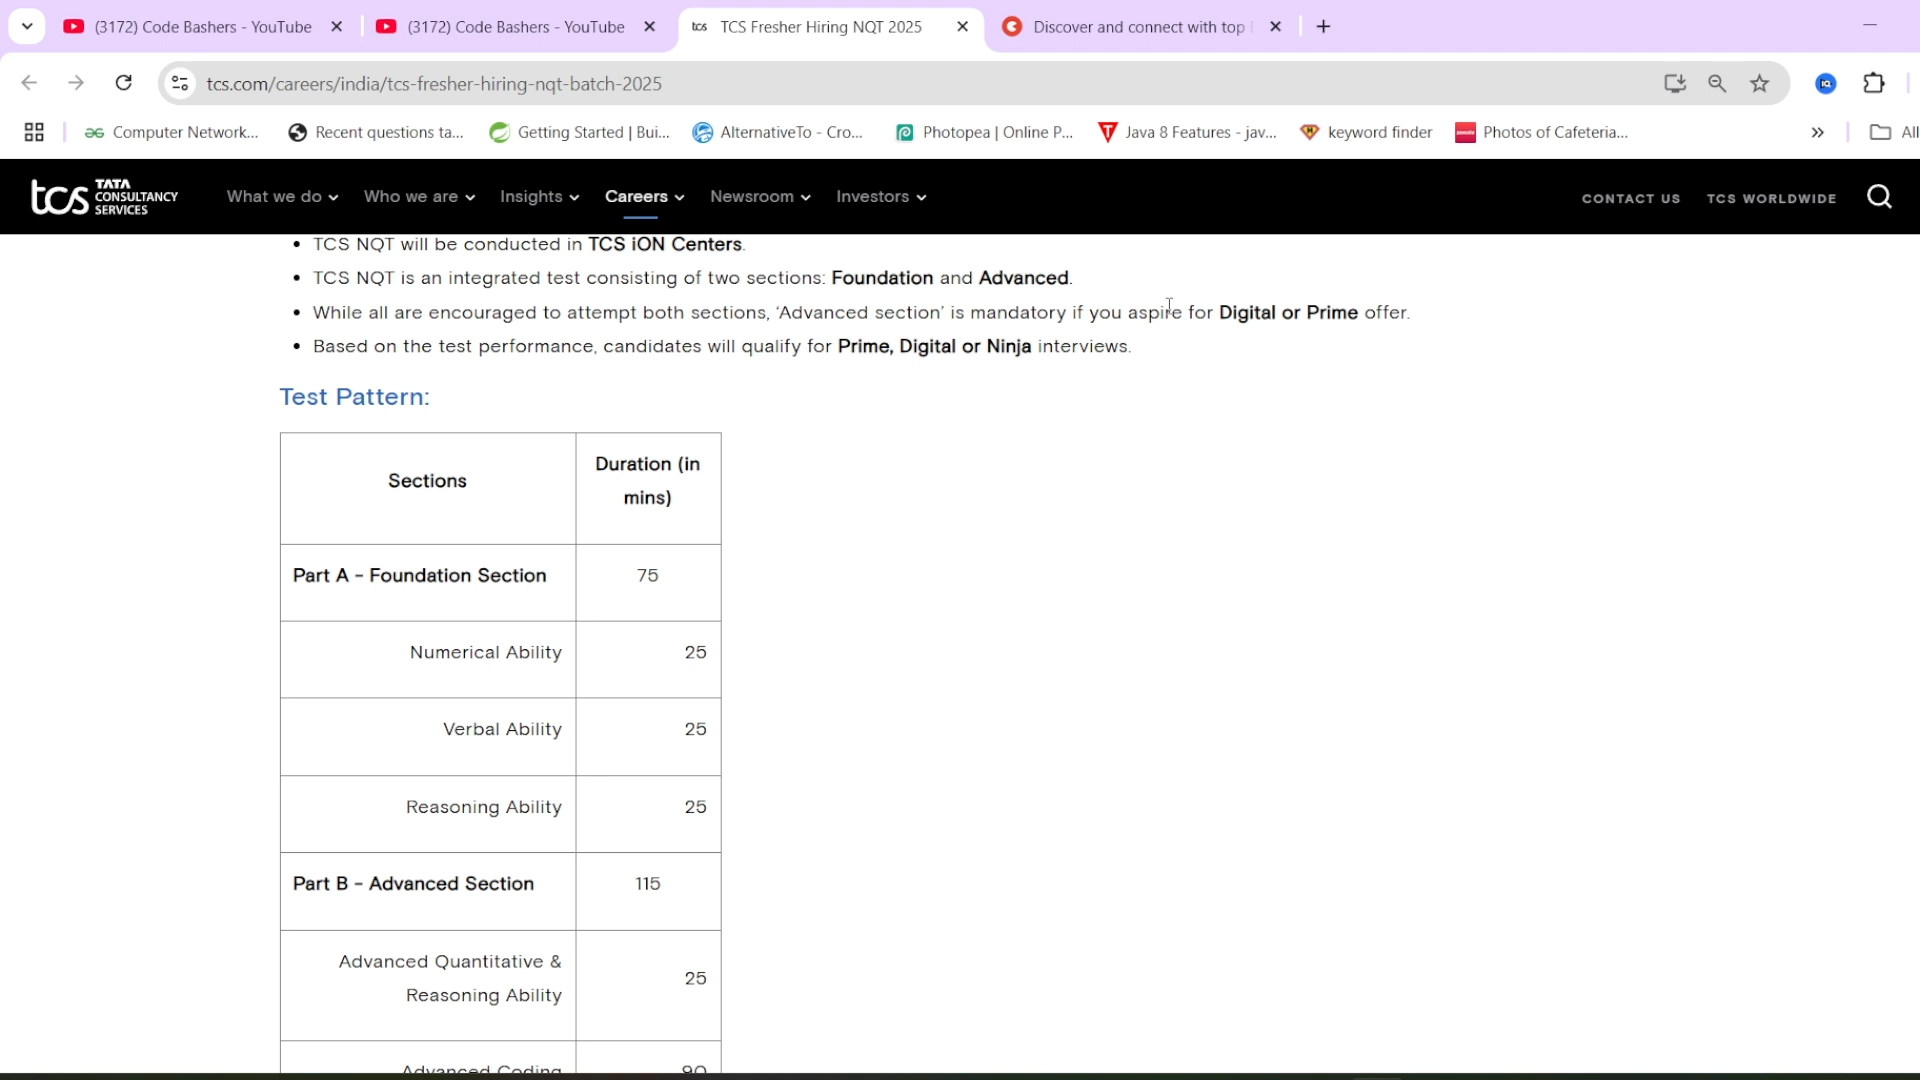 (3172) Code Bashers - YouTube
(3172) Code Bashers - YouTube
tcs TCS Fresher Hiring NQT 2025
Discover and connect with top
tcs.com/careers/india/tcs-fresher-hiring-nqt-batch-2025
Computer Network...
Recent questions ta...
Getting Started | Bui...
AlternativeTo - Cro...
Photopea | Online P...
Java 8 Features - jav...
keyword finder
Photos of Cafeteria...
All
tcs TATA CONSULTANCY SERVICES
What we do
Who we are
Insights
Careers
Newsroom
Investors
CONTACT US
TCS WORLDWIDE
• TCS NQT will be conducted in TCS iON Centers.
• TCS NQT is an integrated test consisting of two sections: Foundation and Advanced.
• While all are encouraged to attempt both sections, ‘Advanced section’ is mandatory if you aspire for Digital or Prime offer.
• Based on the test performance, candidates will qualify for Prime, Digital or Ninja interviews.
Test Pattern:
Sections
Duration (in
mins)
Part A - Foundation Section 75
Numerical Ability 25
Verbal Ability 25
Reasoning Ability 25
Part B - Advanced Section 115
Advanced Quantitative &
Reasoning Ability
25
Advanced Coding 90